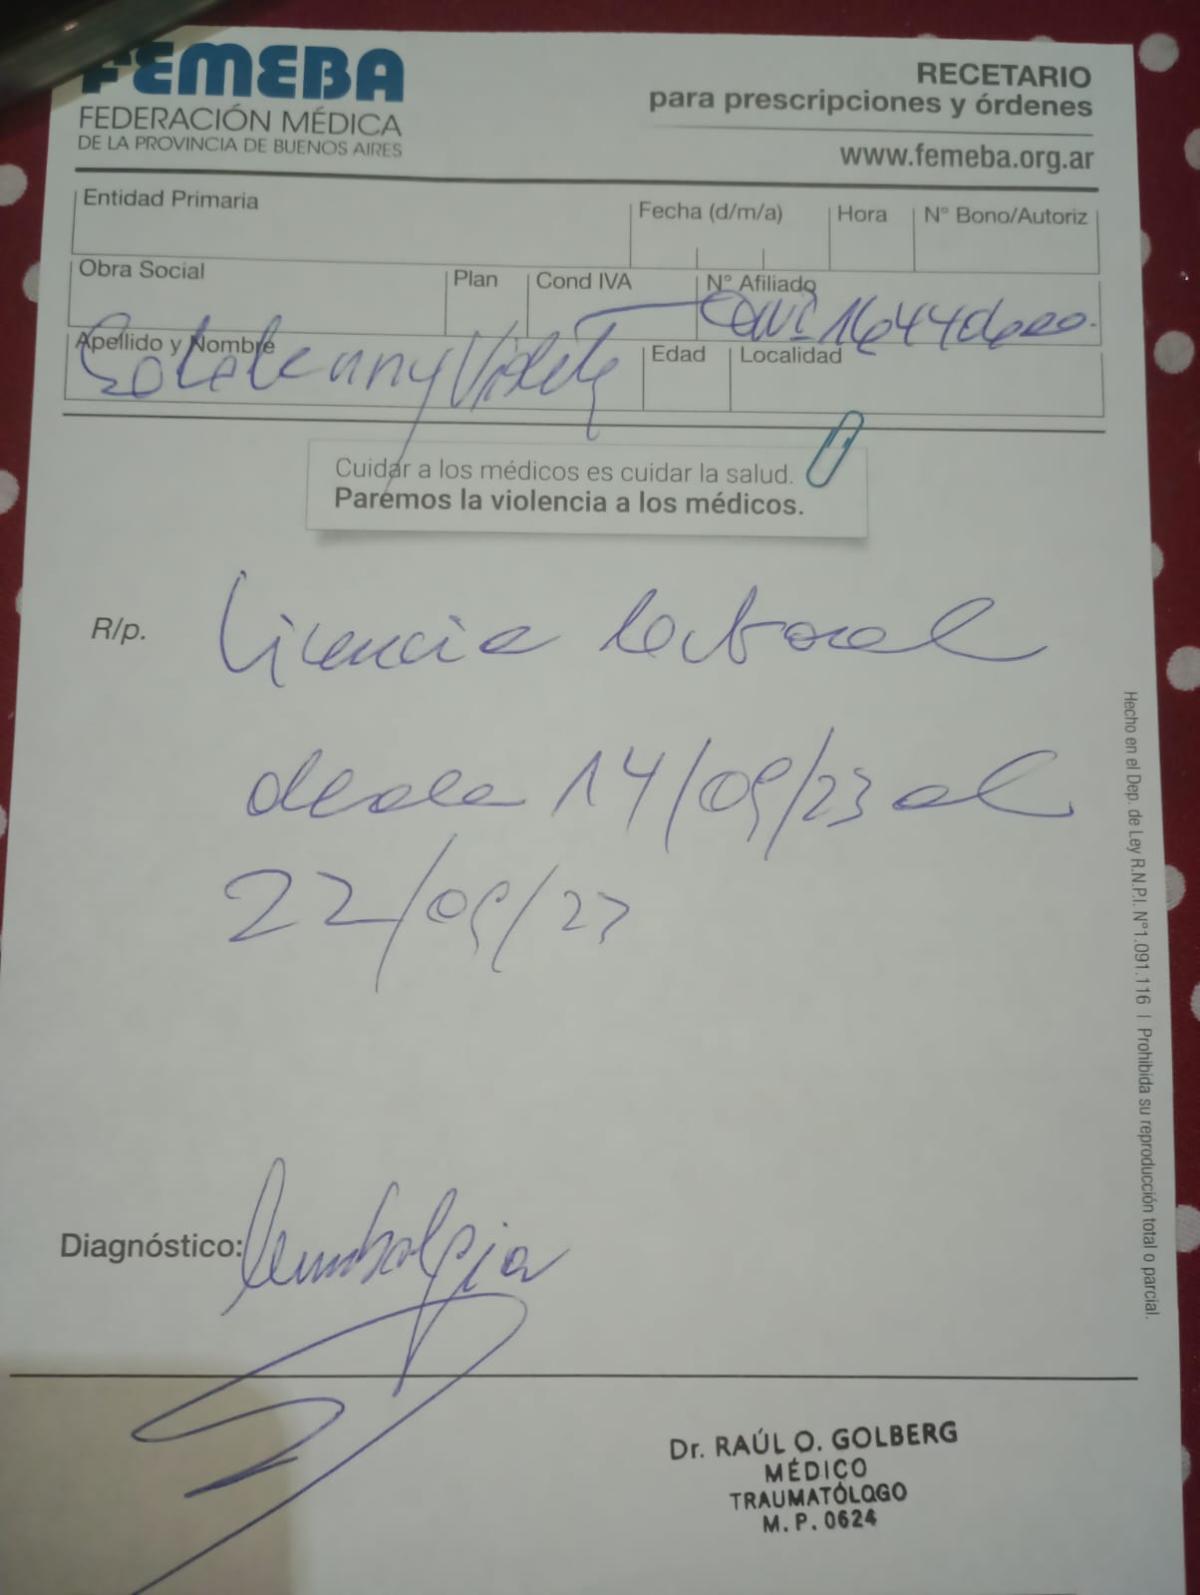 FEMEBA
FEDERACIÓN MÉDICA
DE LA PROVINCIA DE BUENOS AIRES
RECETARIO
para prescripciones y órdenes
www.femeba.org.ar
Entidad Primaria
Fecha (d/m/a)
Hora
N° Bono/Autoriz
Obra Social
Plan
Cond IVA
N° Afiliado
Apellido y Nombre
Edad
Localidad
Cuidar a los médicos es cuidar la salud.
Paremos la violencia a los médicos.
R/p.
Licencia laboral
desde 14/09/23 al
22/09/23
Diagnóstico: lumbalgia
Dr. RAÚL O. GOLBERG
MÉDICO
TRAUMATÓLOGO
M. P. 0624
Hecho en el Dep. de Ley R.N.P.I. N°1.091.116 | Prohibida su reproducción total o parcial.